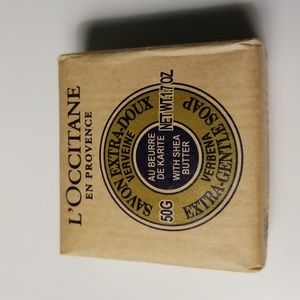 L'OCCITANE
EN PROVENCE
SAVON EXTRA-DOUX
VERVEINE
AU BEURRE
DE KARITE
WITH SHEA
BUTTER
VERBENA
EXTRA-GENTLE SOAP
50G
NET WT.1.7 OZ